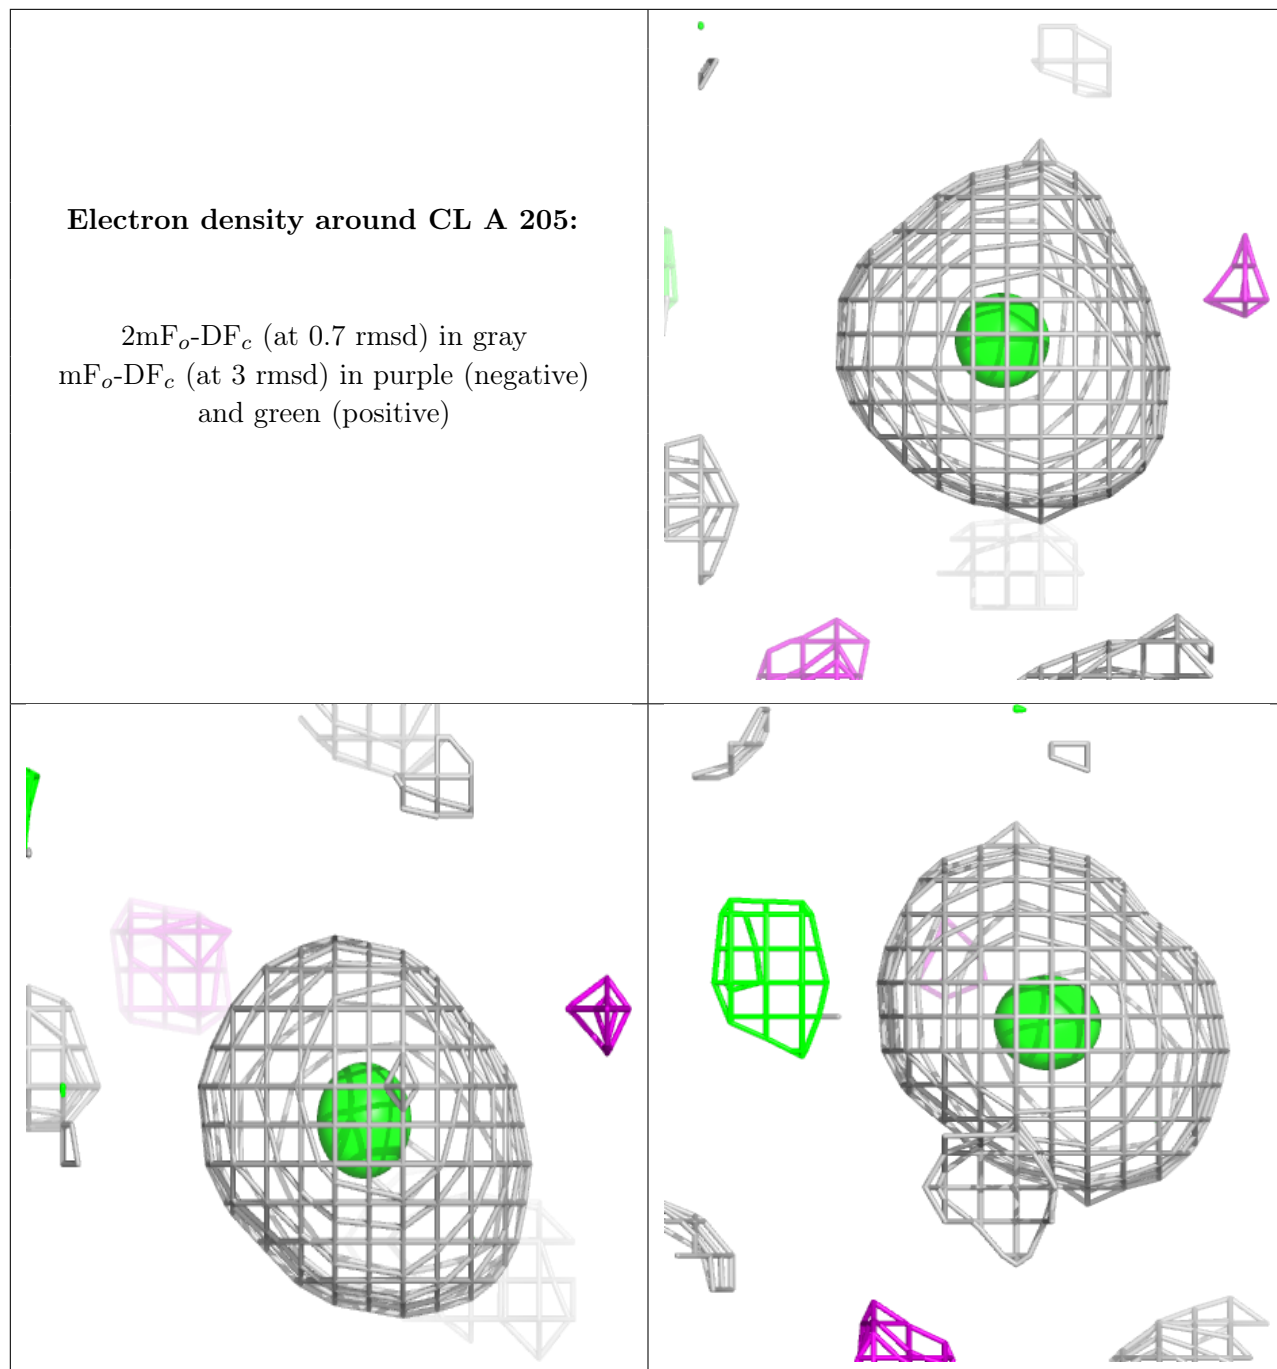 Electron density around CL A 205:
2mFo-DFc (at 0.7 rmsd) in gray
mFo-DFc (at 3 rmsd) in purple (negative)
and green (positive)